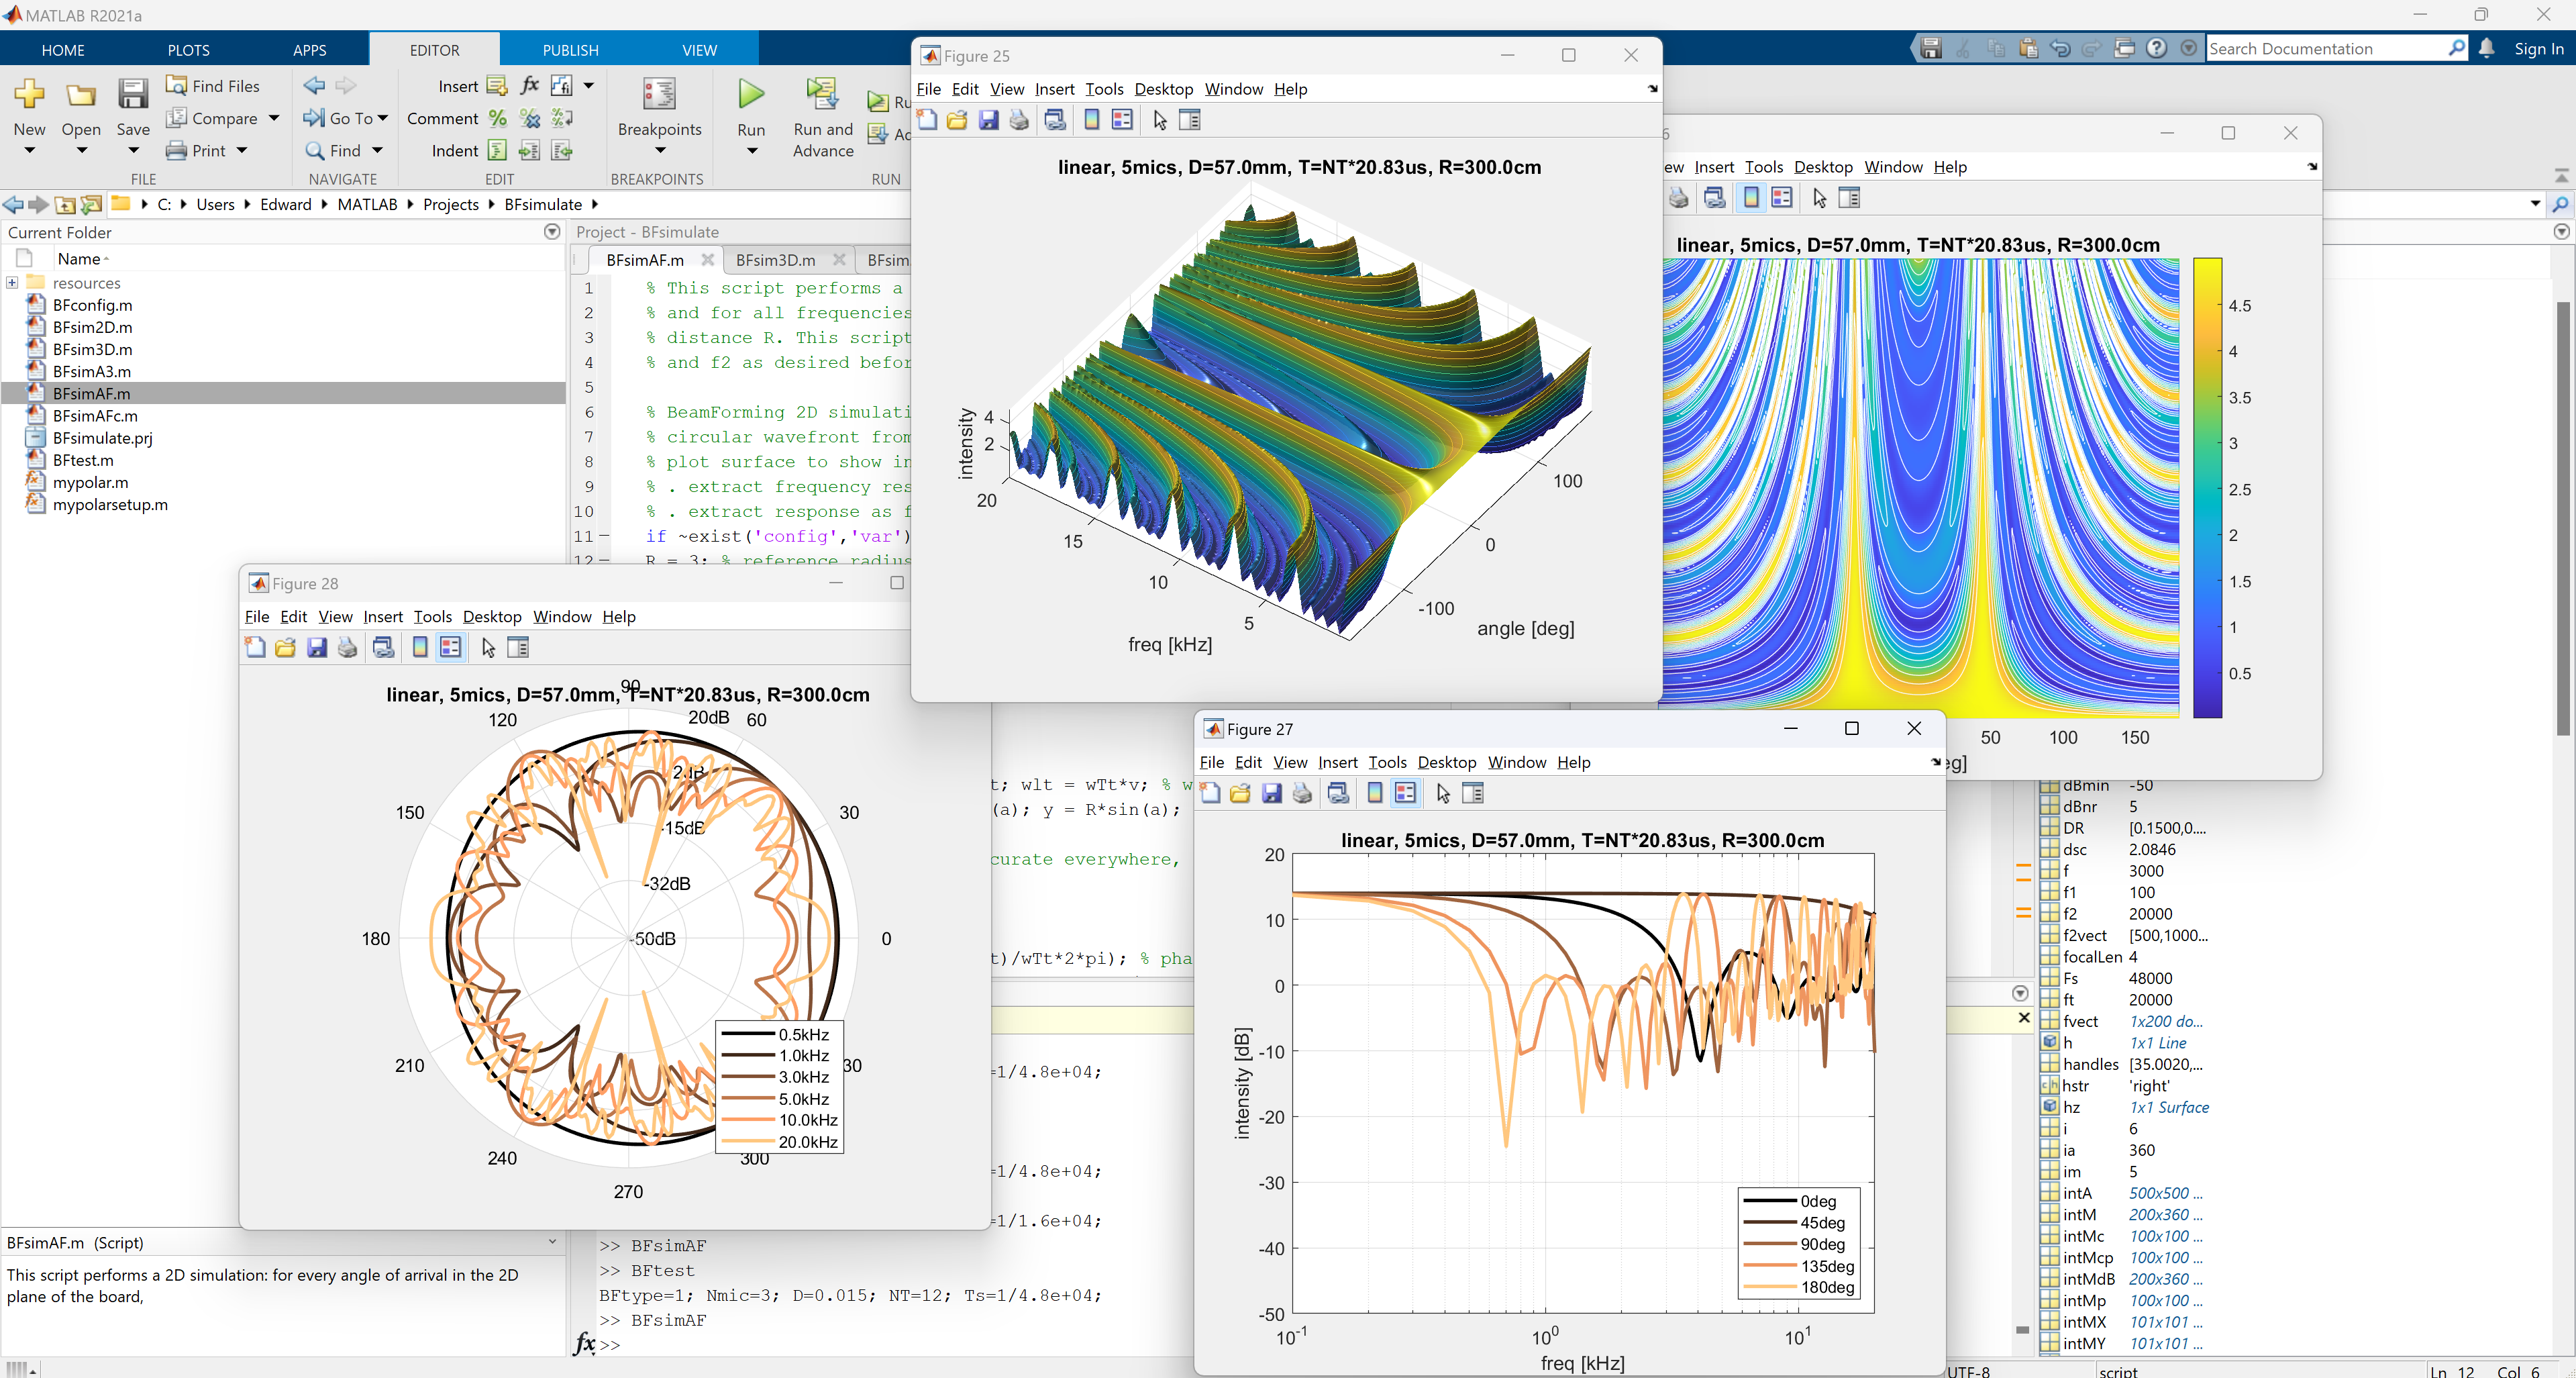 MATLAB R2021a
HOME PLOTS APPS EDITOR PUBLISH VIEW
Search Documentation Sign In
New Open Save Find Files Compare Print
FILE
Go To Find
NAVIGATE
Insert fx
Comment
Indent
EDIT
Breakpoints
BREAKPOINTS
Run Run and Advance
RUN
C: Users Edward MATLAB Projects BFsimulate
Current Folder
Name
resources
BFconfig.m
BFsim2D.m
BFsim3D.m
BFsimA3.m
BFsimAF.m
BFsimAFc.m
BFsimulate.prj
BFtest.m
mypolar.m
mypolarsetup.m
BFsimAF.m (Script)
This script performs a 2D simulation: for every angle of arrival in the 2D
plane of the board,
Project - BFsimulate
BFsimAF.m BFsim3D.m BFsim
1 % This script performs a
2 % and for all frequencies
3 % distance R. This script
4 % and f2 as desired befor
5
6 % BeamForming 2D simulati
7 % circular wavefront from
8 % plot surface to show in
9 % . extract frequency res
10 % . extract response as f
11 if ~exist('config','var')
12 R = 3; % reference radius
t; wlt = wTt*v; % w
(a); y = R*sin(a);
curate everywhere,
t)/wTt*2*pi); % pha
=1/4.8e+04;
=1/4.8e+04;
=1/1.6e+04;
>> BFsimAF
>> BFtest
BFtype=1; Nmic=3; D=0.015; NT=12; Ts=1/4.8e+04;
>> BFsimAF
fx >>
Figure 25
File Edit View Insert Tools Desktop Window Help
linear, 5mics, D=57.0mm, T=NT*20.83us, R=300.0cm
intensity
4
2
20
15
10
5
freq [kHz]
100
0
-100
angle [deg]
6
ew Insert Tools Desktop Window Help
linear, 5mics, D=57.0mm, T=NT*20.83us, R=300.0cm
4.5
4
3.5
3
2.5
2
1.5
1
0.5
50 100 150
eg]
Figure 28
File Edit View Insert Tools Desktop Window Help
linear, 5mics, D=57.0mm, T=NT*20.83us, R=300.0cm
90
120
20dB
60
2dB
150
30
-15dB
-32dB
180
-50dB
0
210
30
240
300
270
0.5kHz
1.0kHz
3.0kHz
5.0kHz
10.0kHz
20.0kHz
Figure 27
File Edit View Insert Tools Desktop Window Help
linear, 5mics, D=57.0mm, T=NT*20.83us, R=300.0cm
intensity [dB]
20
10
0
-10
-20
-30
-40
-50
10-1 100 101
freq [kHz]
0deg
45deg
90deg
135deg
180deg
dBmin -50
dBnr 5
DR [0.1500,0....
dsc 2.0846
f 3000
f1 100
f2 20000
f2vect [500,1000...
focalLen 4
Fs 48000
ft 20000
fvect 1x200 do...
h 1x1 Line
handles [35.0020,...
hstr 'right'
hz 1x1 Surface
i 6
ia 360
im 5
intA 500x500 ...
intM 200x360 ...
intMc 100x100 ...
intMcp 100x100 ...
intMdB 200x360 ...
intMp 100x100 ...
intMX 101x101 ...
intMY 101x101 ...
UTF-8 script Ln 12 Col 6